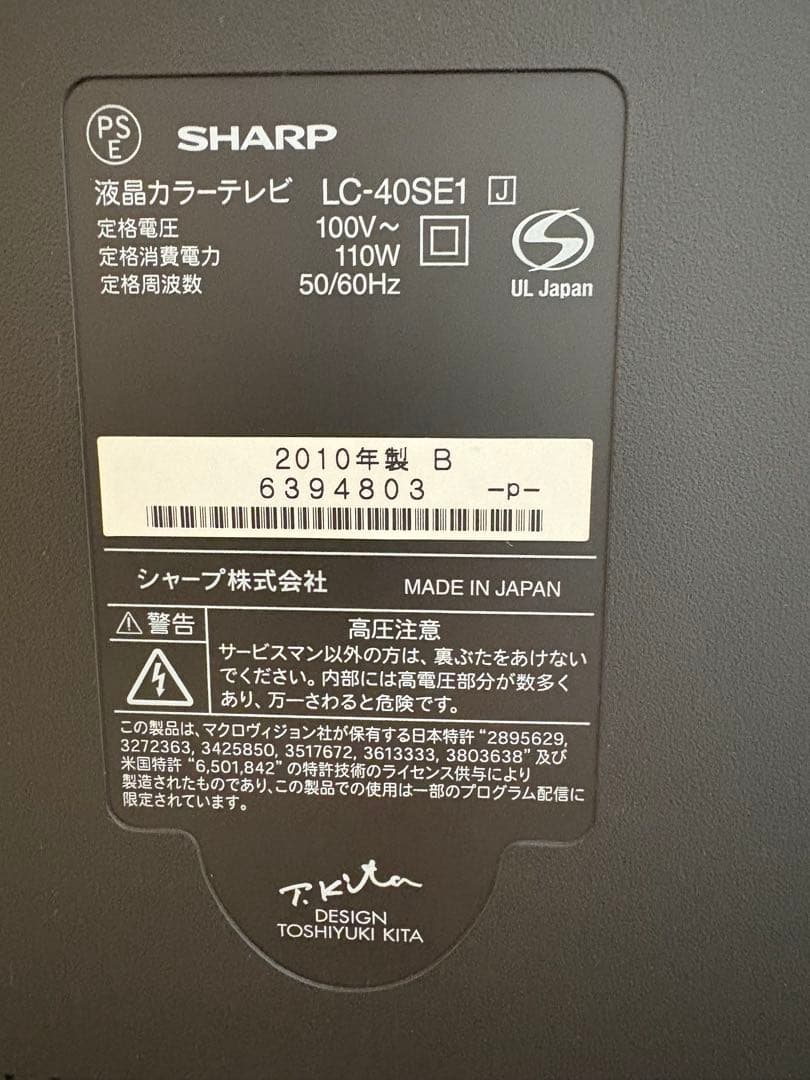 PS
E
SHARP
液晶カラーテレビ LC-40SE1 J
定格電圧 100V～
定格消費電力 110W
定格周波数 50/60Hz
S
UL Japan
2010年製 B
6394803 -p-
シャープ株式会社 MADE IN JAPAN
警告
高圧注意
サービスマン以外の方は、裏ぶたをあけない
でください。内部には高電圧部分が数多く
あり、万一さわると危険です。
この製品は、マクロヴィジョン社が保有する日本特許 “2895629,
3272363, 3425850, 3517672, 3613333, 3803638” 及び
米国特許 “6,501,842” の特許技術のライセンス供与により
製造されたものであり、この製品での使用は一部のプログラム配信に
限定されています。
T.Kita
DESIGN
TOSHIYUKI KITA